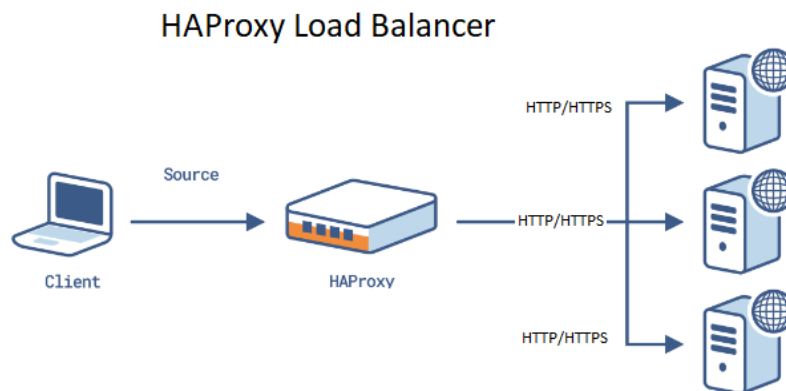 HAProxy Load Balancer
HTTP/HTTPS
Source
HTTP/HTTPS
Client
HAProxy
HTTP/HTTPS